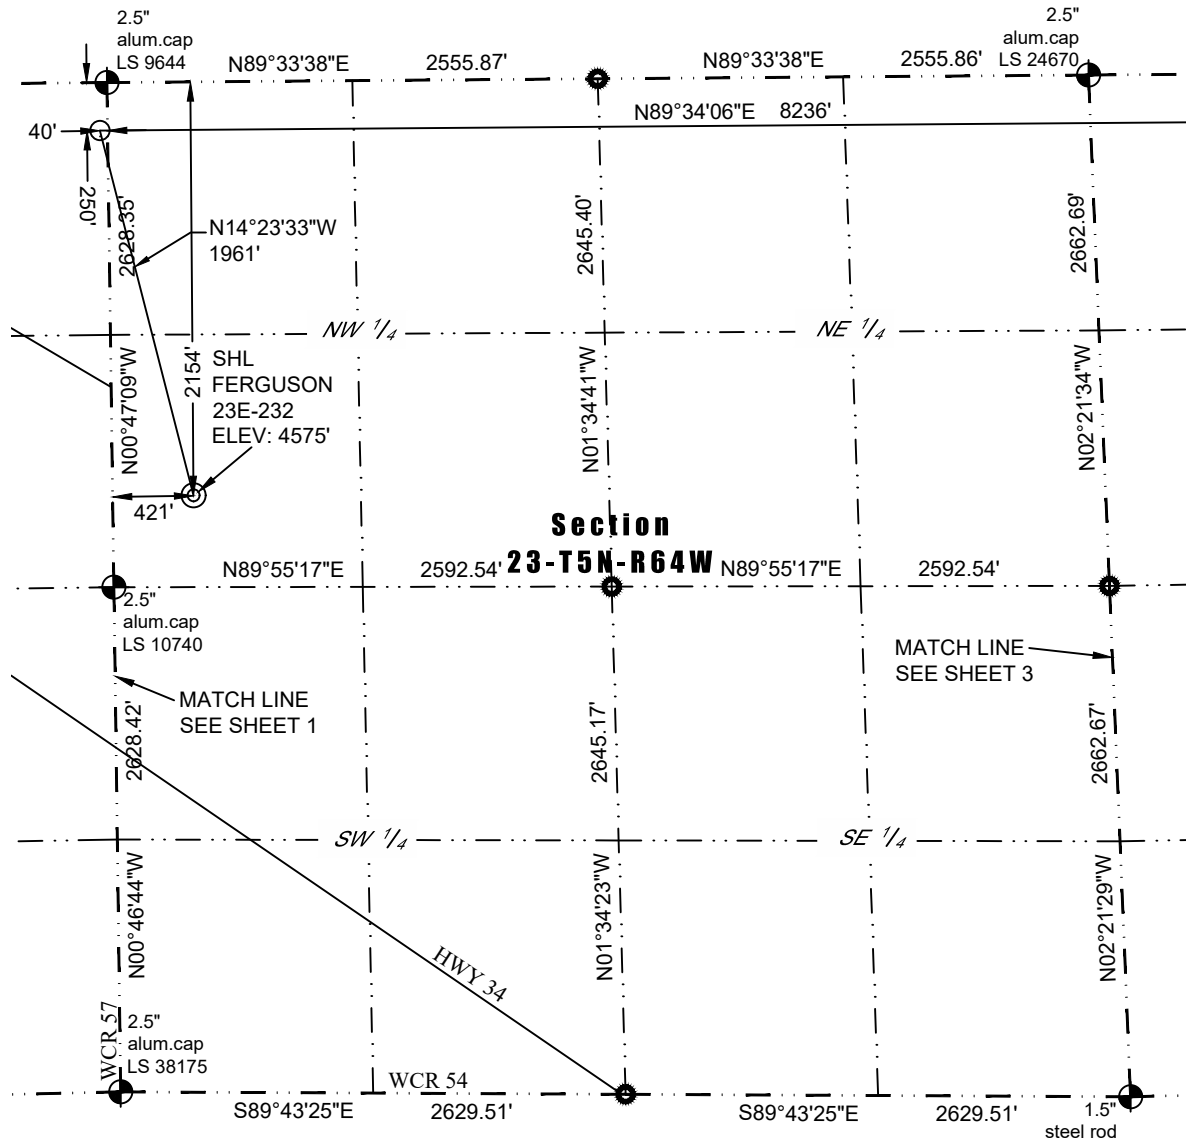 2.5"
alum.cap
LS 9644
2.5"
alum.cap
LS 24670
N89°33'38"E
2555.87'
N89°33'38"E
2555.86'
40'
N89°34'06"E 8236'
250'
2628.35'
N14°23'33"W
1961'
2645.40'
2662.69'
NW 1/4
NE 1/4
N00°47'09"W
2154'
SHL
FERGUSON
23E-232
ELEV: 4575'
N01°34'41"W
N02°21'34"W
421'
Section
23-T5N-R64W
N89°55'17"E
2592.54'
N89°55'17"E
2592.54'
2.5"
alum.cap
LS 10740
MATCH LINE
SEE SHEET 1
MATCH LINE
SEE SHEET 3
2628.42'
2645.17'
2662.67'
SW 1/4
SE 1/4
N00°46'44"W
N01°34'23"W
N02°21'29"W
HWY 34
WCR 57
2.5"
alum.cap
LS 38175
WCR 54
S89°43'25"E
2629.51'
S89°43'25"E
2629.51'
1.5"
steel rod